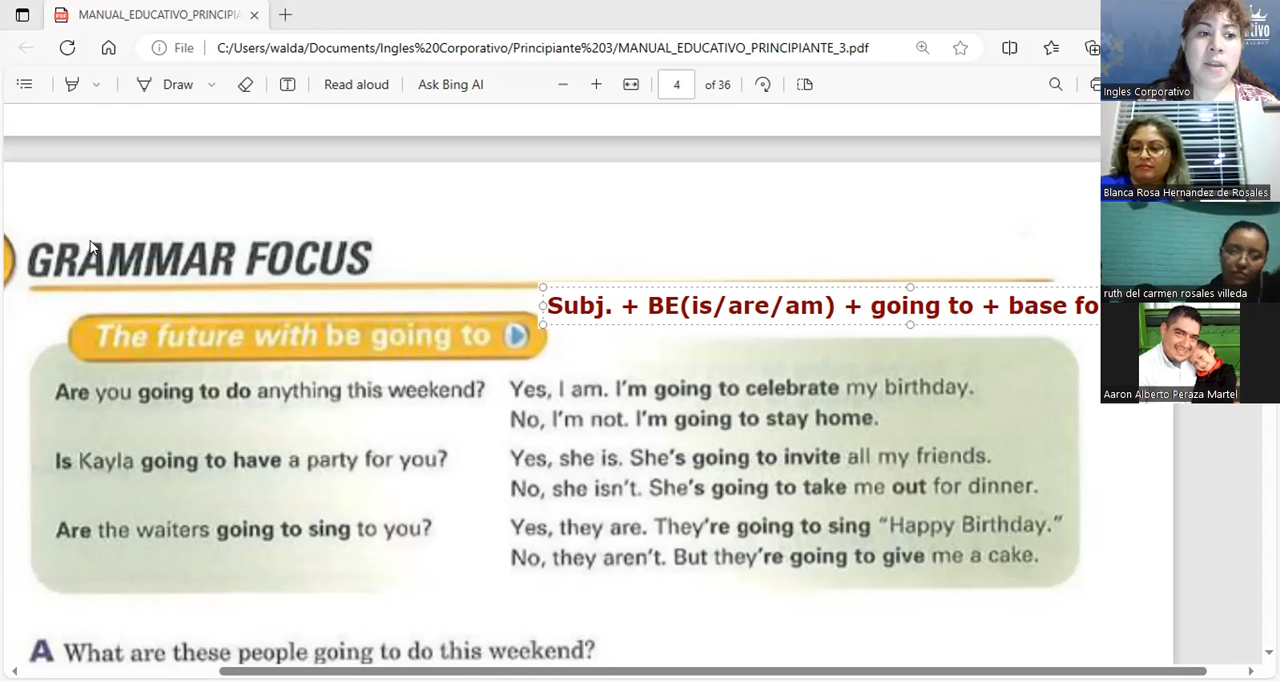 MANUAL_EDUCATIVO_PRINCIPIA
File
C:/Users/walda/Documents/Ingles%20Corporativo/Principiante%203/MANUAL_EDUCATIVO_PRINCIPIANTE_3.pdf
Draw
Read aloud
Ask Bing AI
4
of 36
Ingles Corporativo
Blanca Rosa Hernandez de Rosales
ruth del carmen rosales villeda
Aaron Alberto Peraza Martel
GRAMMAR FOCUS
Subj. + BE(is/are/am) + going to + base fo
The future with be going to
Are you going to do anything this weekend? Yes, I am. I'm going to celebrate my birthday.
No, I'm not. I'm going to stay home.
Is Kayla going to have a party for you? Yes, she is. She's going to invite all my friends.
No, she isn't. She's going to take me out for dinner.
Are the waiters going to sing to you? Yes, they are. They're going to sing "Happy Birthday."
No, they aren't. But they're going to give me a cake.
A What are these people going to do this weekend?